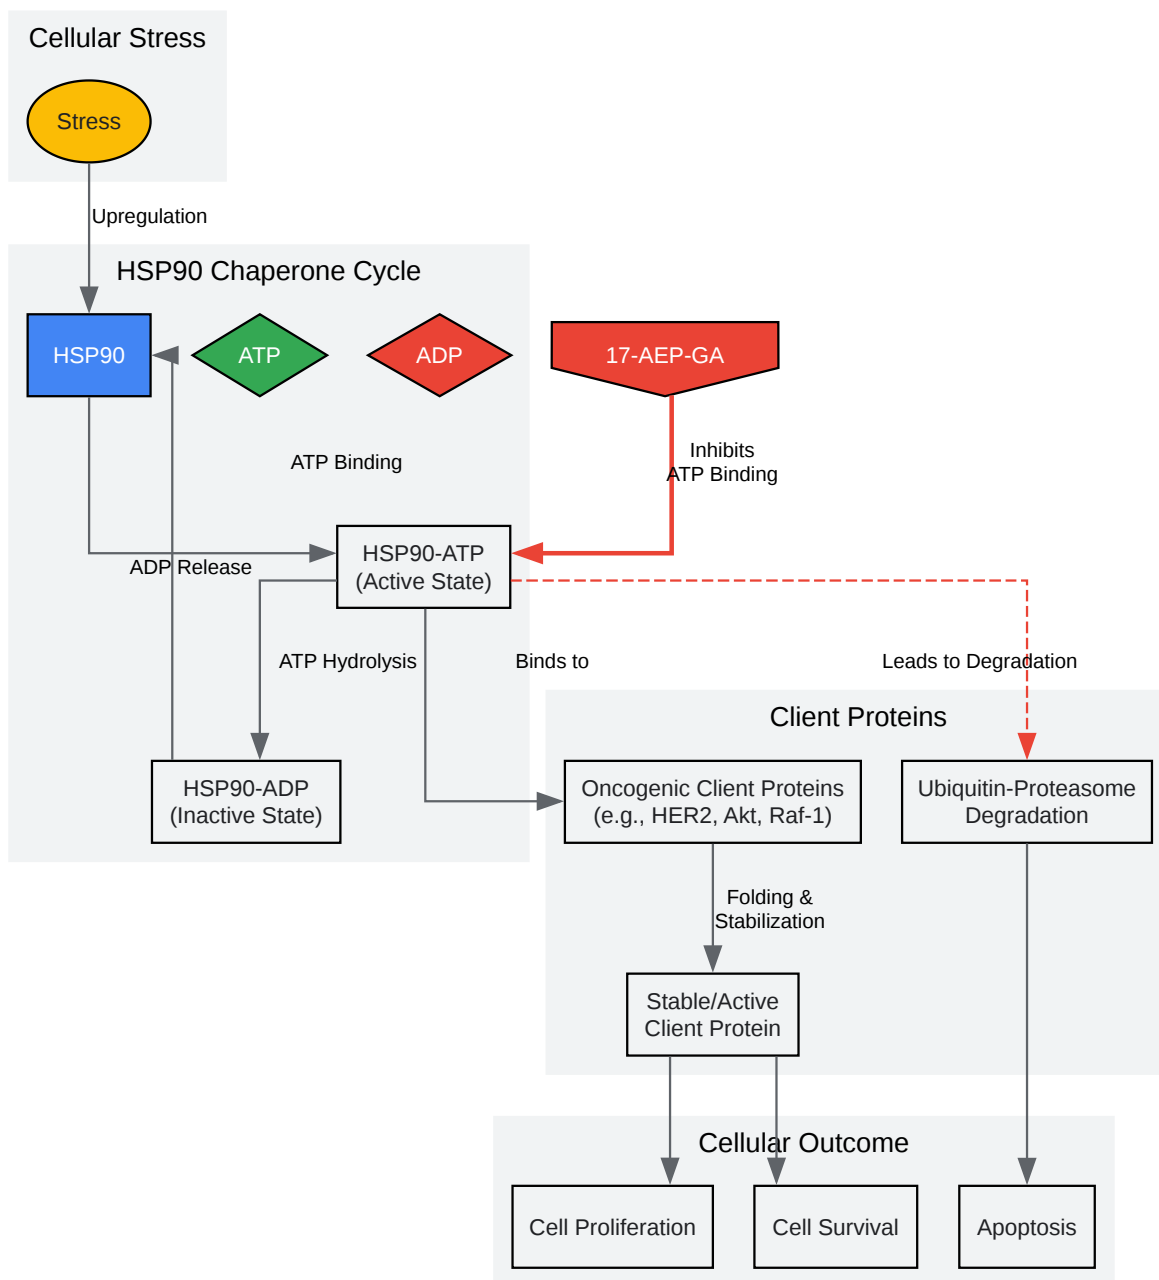 Cellular Stress
Stress
Upregulation
HSP90 Chaperone Cycle
HSP90
ATP
ADP
17-AEP-GA
Inhibits
ATP Binding
ATP Binding
HSP90-ATP
(Active State)
ADP Release
ATP Hydrolysis
Binds to
Leads to Degradation
Client Proteins
HSP90-ADP
(Inactive State)
Oncogenic Client Proteins
(e.g., HER2, Akt, Raf-1)
Ubiquitin-Proteasome
Degradation
Folding &
Stabilization
Stable/Active
Client Protein
Cellular Outcome
Cell Proliferation
Cell Survival
Apoptosis